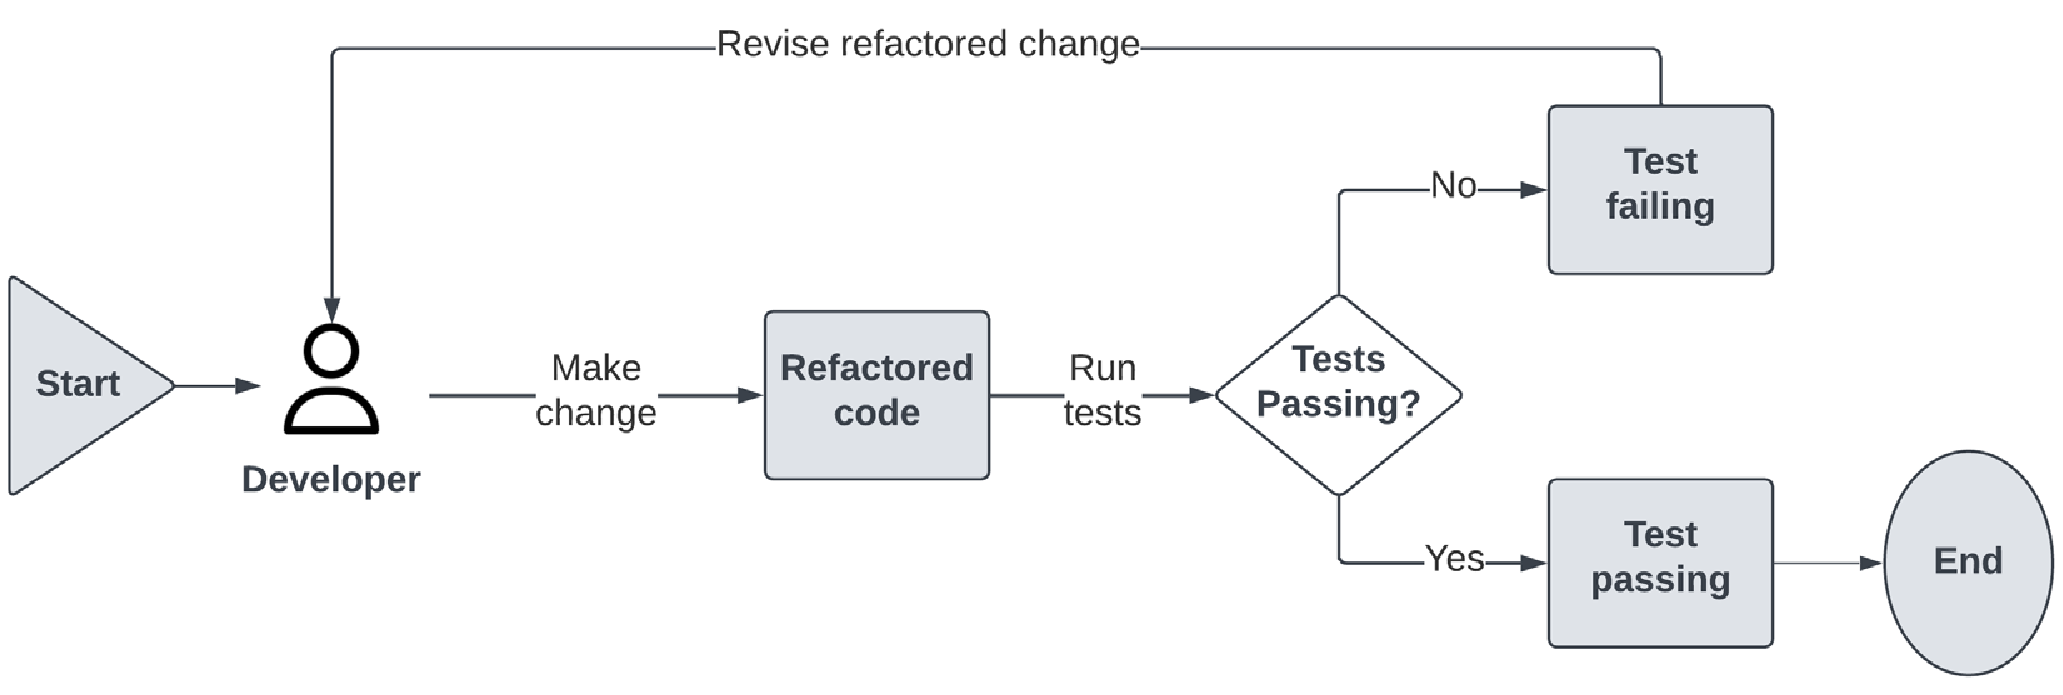 Revise refactored change
Test
failing
No
Start
Developer
Make
change
Refactored
code
Run
tests
Tests
Passing?
Yes
Test
passing
End